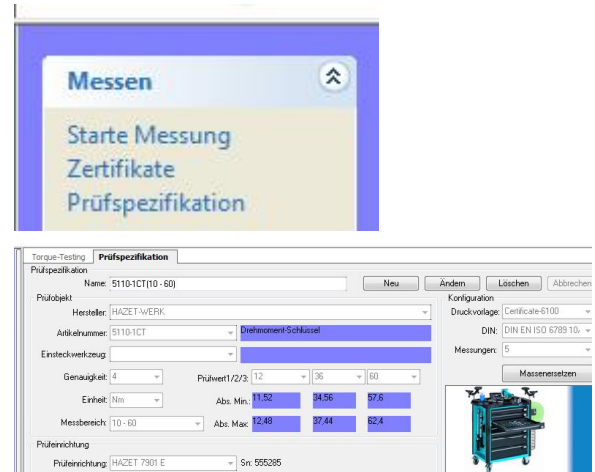 Messen
Starte Messung
Zertifikate
Prüfspezifikation
Torque-Testing Prüfspezifikation
Prüfspezifikation
Name: 5110-1CT(10 - 60) Neu Ändern Löschen Abbrechen
Prüfobjekt Konfiguration
Hersteller: HAZET-WERK Druckvorlage: Certificate-6100
Artikelnummer: 5110-1CT Drehmoment-Schlüssel DIN: DIN EN ISO 6789 10,
Einsteckwerkzeug: Messungen: 5
Genauigkeit: 4 Prüfwert1/2/3: 12 36 60 Massenersetzen
Einheit: Nm Abs. Min.: 11,52 34,56 57,6
Messbereich: 10 - 60 Abs. Max: 12,48 37,44 62,4
Prüfeinrichtung
Prüfeinrichtung: HAZET 7901 E Sn: 555285